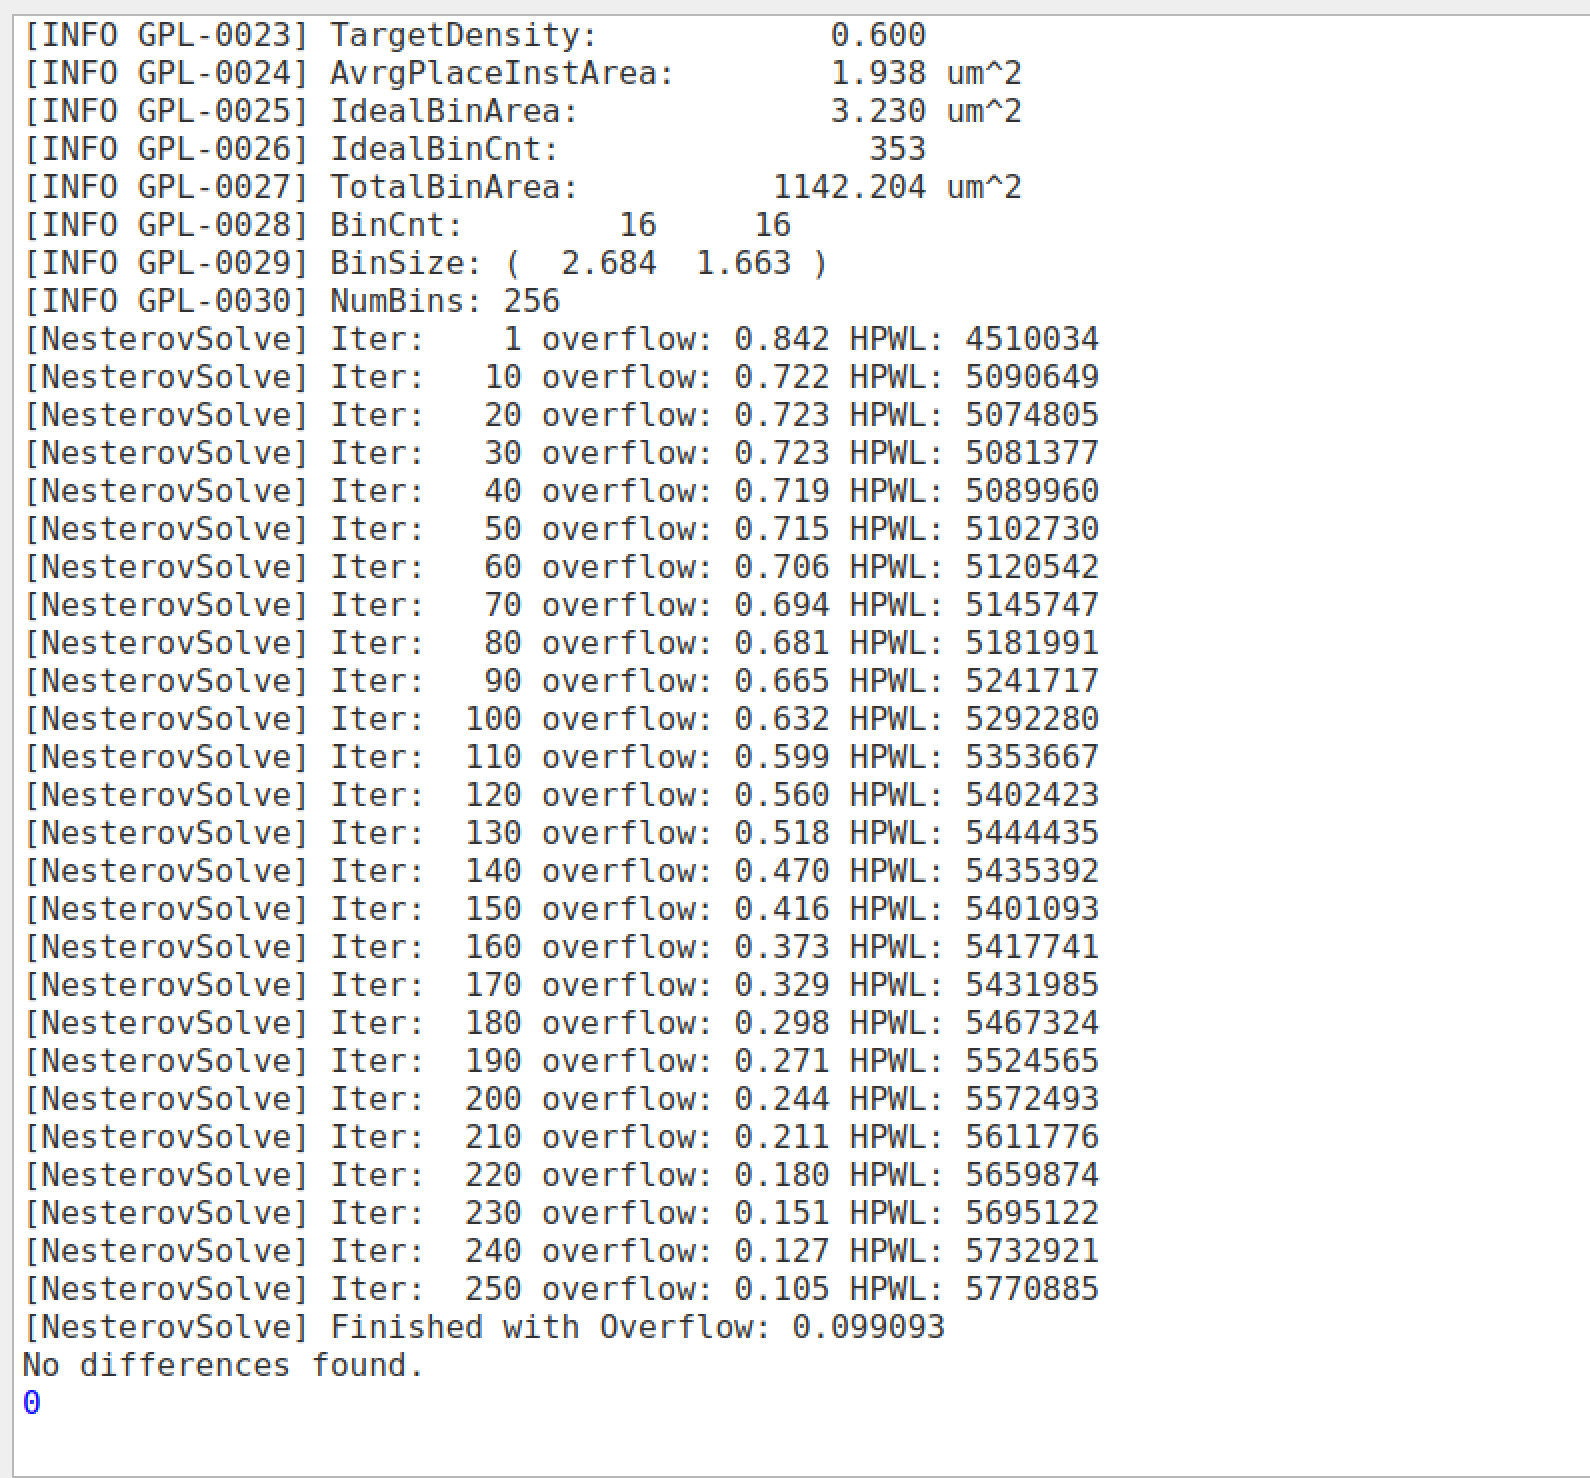 [INFO GPL-0023] TargetDensity:            0.600
[INFO GPL-0024] AvrgPlaceInstArea:        1.938 um^2
[INFO GPL-0025] IdealBinArea:             3.230 um^2
[INFO GPL-0026] IdealBinCnt:                353
[INFO GPL-0027] TotalBinArea:          1142.204 um^2
[INFO GPL-0028] BinCnt:        16     16
[INFO GPL-0029] BinSize: (  2.684  1.663 )
[INFO GPL-0030] NumBins: 256
[NesterovSolve] Iter:    1 overflow: 0.842 HPWL: 4510034
[NesterovSolve] Iter:   10 overflow: 0.722 HPWL: 5090649
[NesterovSolve] Iter:   20 overflow: 0.723 HPWL: 5074805
[NesterovSolve] Iter:   30 overflow: 0.723 HPWL: 5081377
[NesterovSolve] Iter:   40 overflow: 0.719 HPWL: 5089960
[NesterovSolve] Iter:   50 overflow: 0.715 HPWL: 5102730
[NesterovSolve] Iter:   60 overflow: 0.706 HPWL: 5120542
[NesterovSolve] Iter:   70 overflow: 0.694 HPWL: 5145747
[NesterovSolve] Iter:   80 overflow: 0.681 HPWL: 5181991
[NesterovSolve] Iter:   90 overflow: 0.665 HPWL: 5241717
[NesterovSolve] Iter:  100 overflow: 0.632 HPWL: 5292280
[NesterovSolve] Iter:  110 overflow: 0.599 HPWL: 5353667
[NesterovSolve] Iter:  120 overflow: 0.560 HPWL: 5402423
[NesterovSolve] Iter:  130 overflow: 0.518 HPWL: 5444435
[NesterovSolve] Iter:  140 overflow: 0.470 HPWL: 5435392
[NesterovSolve] Iter:  150 overflow: 0.416 HPWL: 5401093
[NesterovSolve] Iter:  160 overflow: 0.373 HPWL: 5417741
[NesterovSolve] Iter:  170 overflow: 0.329 HPWL: 5431985
[NesterovSolve] Iter:  180 overflow: 0.298 HPWL: 5467324
[NesterovSolve] Iter:  190 overflow: 0.271 HPWL: 5524565
[NesterovSolve] Iter:  200 overflow: 0.244 HPWL: 5572493
[NesterovSolve] Iter:  210 overflow: 0.211 HPWL: 5611776
[NesterovSolve] Iter:  220 overflow: 0.180 HPWL: 5659874
[NesterovSolve] Iter:  230 overflow: 0.151 HPWL: 5695122
[NesterovSolve] Iter:  240 overflow: 0.127 HPWL: 5732921
[NesterovSolve] Iter:  250 overflow: 0.105 HPWL: 5770885
[NesterovSolve] Finished with Overflow: 0.099093
No differences found.
0